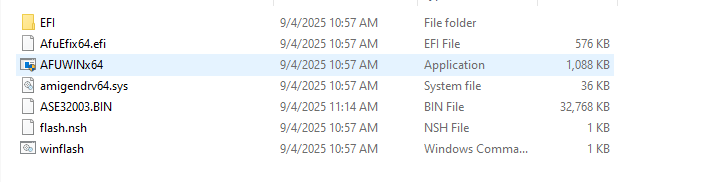 EFI 9/4/2025 10:57 AM File folder
AfuEfix64.efi 9/4/2025 10:57 AM EFI File 576 KB
AFUWINx64 9/4/2025 10:57 AM Application 1,088 KB
amigendrv64.sys 9/4/2025 10:57 AM System file 36 KB
ASE32003.BIN 9/4/2025 11:14 AM BIN File 32,768 KB
flash.nsh 9/4/2025 10:57 AM NSH File 1 KB
winflash 9/4/2025 10:57 AM Windows Comma... 1 KB